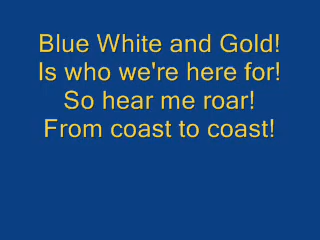 Blue White and Gold!
Is who we're here for!
So hear me roar!
From coast to coast!